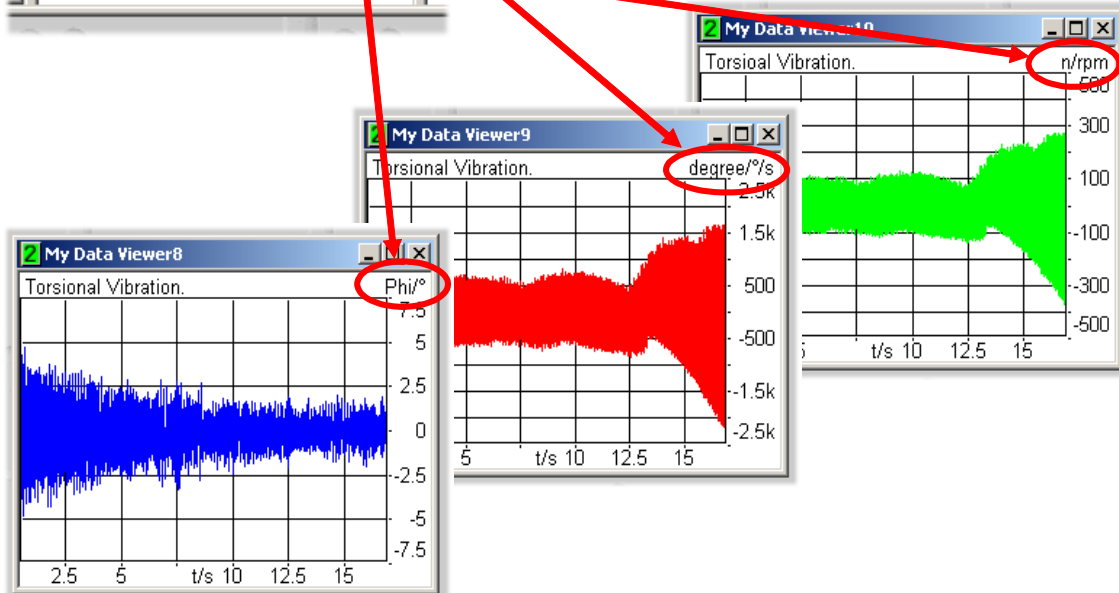 2 My Data Viewer10
Torsioal Vibration. n/rpm
500
300
100
-100
-300
-500
t/s 10 12.5 15
2 My Data Viewer9
Torsional Vibration. degree/°/s
2.5k
1.5k
500
-500
-1.5k
-2.5k
5 t/s 10 12.5 15
2 My Data Viewer8
Torsional Vibration. Phi/°
7.5
5
2.5
0
-2.5
-5
-7.5
2.5 5 t/s 10 12.5 15